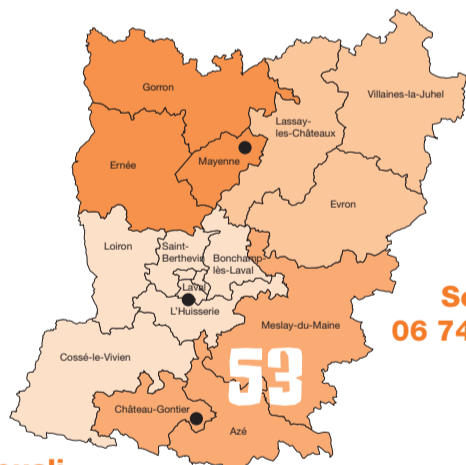 Gorron
Villaines-la-Juhel
Lassay-
les-Châteaux
Ernée
Mayenne
Evron
Loiron
Saint-
Berthevin
Bonchamp-
lès-Laval
Laval
L'Huisserie
Meslay-du-Maine
Cossé-le-Vivien
53
Château-Gontier
Azé
06 74